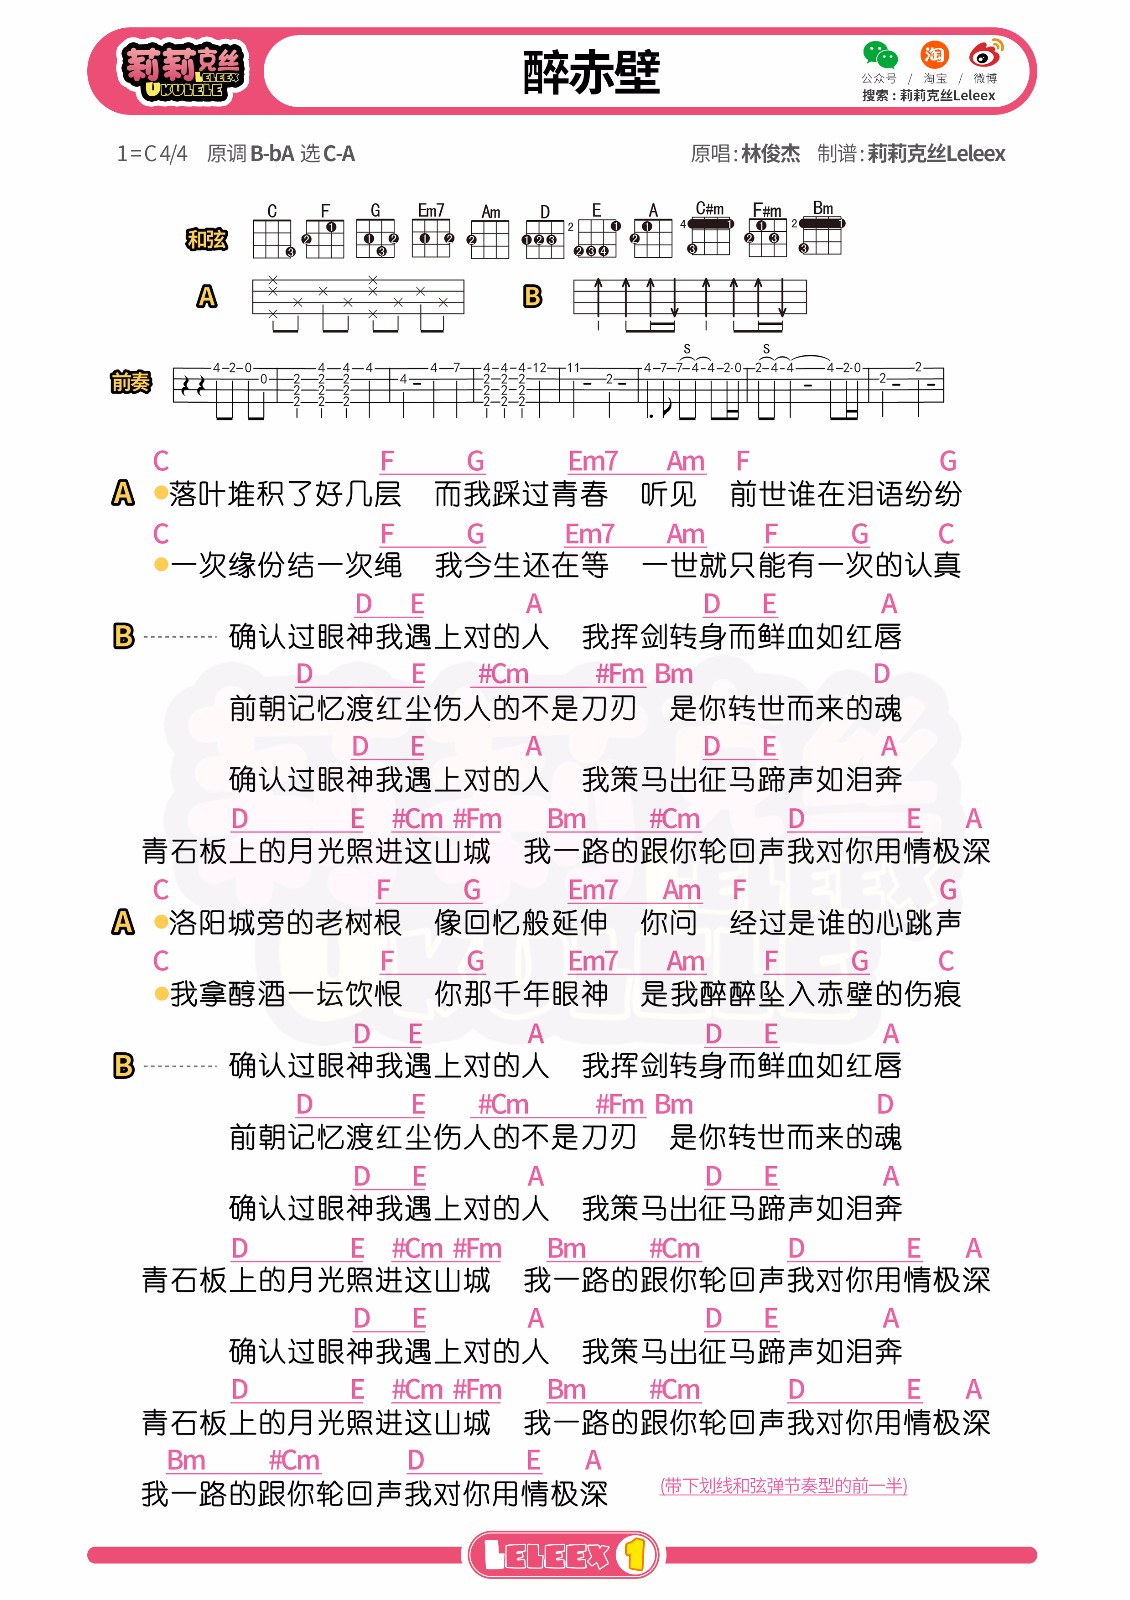 莉莉克丝
LELEEX
UKULELE
醉赤壁
公众号 / 淘宝 / 微博
搜索：莉莉克丝Leleex
1=C 4/4 原调 B-bA 选 C-A
原唱：林俊杰 制谱：莉莉克丝Leleex
和弦 C F G Em7 Am D E A C#m F#m Bm
A B
前奏
C F G Em7 Am F G
A 落叶堆积了好几层 而我踩过青春 听见 前世谁在泪语纷纷
C F G Em7 Am F G C
一次缘份结一次绳 我今生还在等 一世就只能有一次的认真
D E A D E A
B 确认过眼神我遇上对的人 我挥剑转身而鲜血如红唇
D E #Cm #Fm Bm D
前朝记忆渡红尘伤人的不是刀刃 是你转世而来的魂
D E A D E A
确认过眼神我遇上对的人 我策马出征马蹄声如泪奔
D E #Cm #Fm Bm #Cm D E A
青石板上的月光照进这山城 我一路的跟你轮回声我对你用情极深
C F G Em7 Am F G
A 洛阳城旁的老树根 像回忆般延伸 你问 经过是谁的心跳声
C F G Em7 Am F G C
我拿醇酒一坛饮恨 你那千年眼神 是我醉醉坠入赤壁的伤痕
D E A D E A
B 确认过眼神我遇上对的人 我挥剑转身而鲜血如红唇
D E #Cm #Fm Bm D
前朝记忆渡红尘伤人的不是刀刃 是你转世而来的魂
D E A D E A
确认过眼神我遇上对的人 我策马出征马蹄声如泪奔
D E #Cm #Fm Bm #Cm D E A
青石板上的月光照进这山城 我一路的跟你轮回声我对你用情极深
D E A D E A
确认过眼神我遇上对的人 我策马出征马蹄声如泪奔
D E #Cm #Fm Bm #Cm D E A
青石板上的月光照进这山城 我一路的跟你轮回声我对你用情极深
Bm #Cm D E A
我一路的跟你轮回声我对你用情极深
(带下划线和弦弹节奏型的前一半)
LELEEX 1